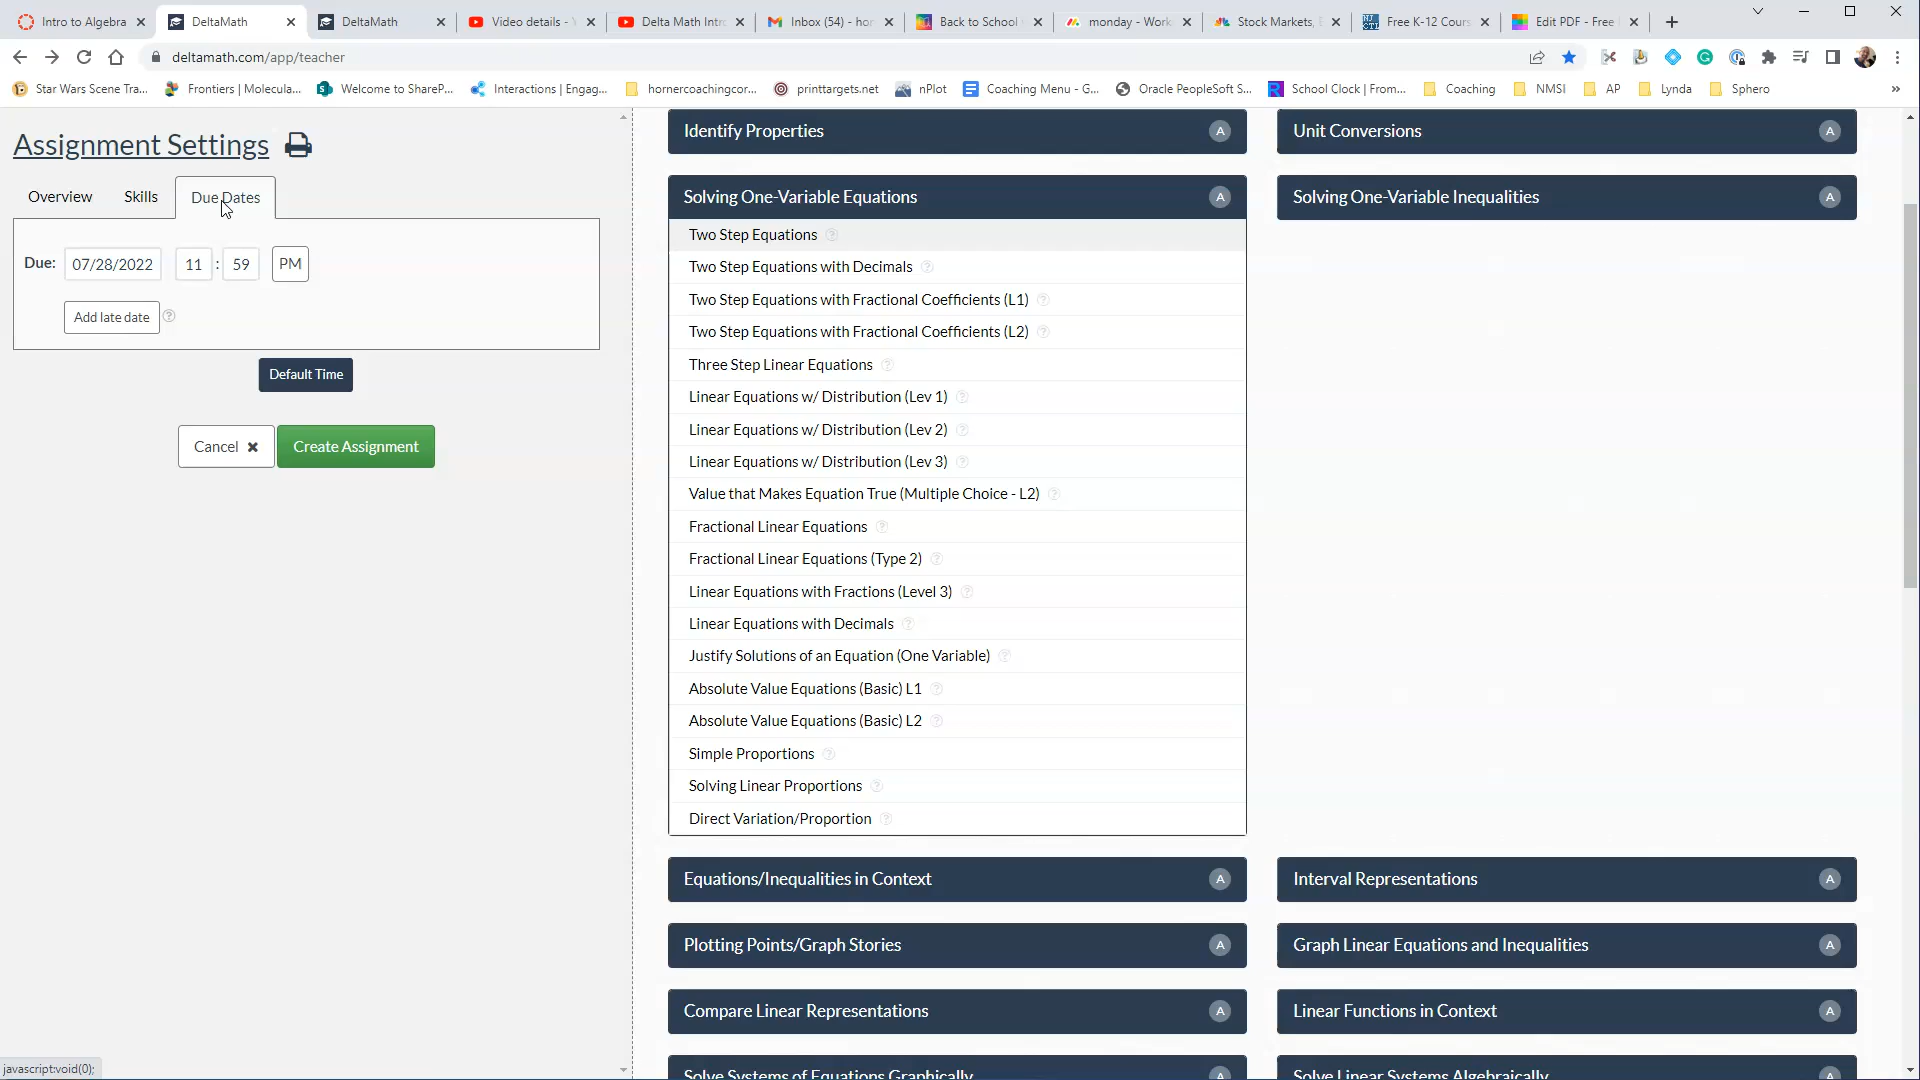 Intro to Algebra
DeltaMath
DeltaMath
Video details - Y
Delta Math Intr
Inbox (54) - hor
Back to School
monday - Work
Stock Markets,
Free K-12 Cours
Edit PDF - Free
deltamath.com/app/teacher
Star Wars Scene Tra...
Frontiers | Molecula...
Welcome to ShareP...
Interactions | Engag...
hornercoachingcor...
printtargets.net
nPlot
Coaching Menu - G...
Oracle PeopleSoft S...
School Clock | From...
Coaching
NMSI
AP
Lynda
Sphero
»
Assignment Settings
Overview
Skills
Due Dates
Due: 07/28/2022 11 : 59 PM
Add late date ?
Default Time
Cancel ×
Create Assignment
Identify Properties A
Unit Conversions A
Solving One-Variable Equations A
Solving One-Variable Inequalities A
Two Step Equations ?
Two Step Equations with Decimals ?
Two Step Equations with Fractional Coefficients (L1) ?
Two Step Equations with Fractional Coefficients (L2) ?
Three Step Linear Equations ?
Linear Equations w/ Distribution (Lev 1) ?
Linear Equations w/ Distribution (Lev 2) ?
Linear Equations w/ Distribution (Lev 3) ?
Value that Makes Equation True (Multiple Choice - L2) ?
Fractional Linear Equations ?
Fractional Linear Equations (Type 2) ?
Linear Equations with Fractions (Level 3) ?
Linear Equations with Decimals ?
Justify Solutions of an Equation (One Variable) ?
Absolute Value Equations (Basic) L1 ?
Absolute Value Equations (Basic) L2 ?
Simple Proportions ?
Solving Linear Proportions ?
Direct Variation/Proportion ?
Equations/Inequalities in Context A
Interval Representations A
Plotting Points/Graph Stories A
Graph Linear Equations and Inequalities A
Compare Linear Representations A
Linear Functions in Context A
Solve Systems of Equations Graphically A
Solve Linear Systems Algebraically A
javascript:void(0);